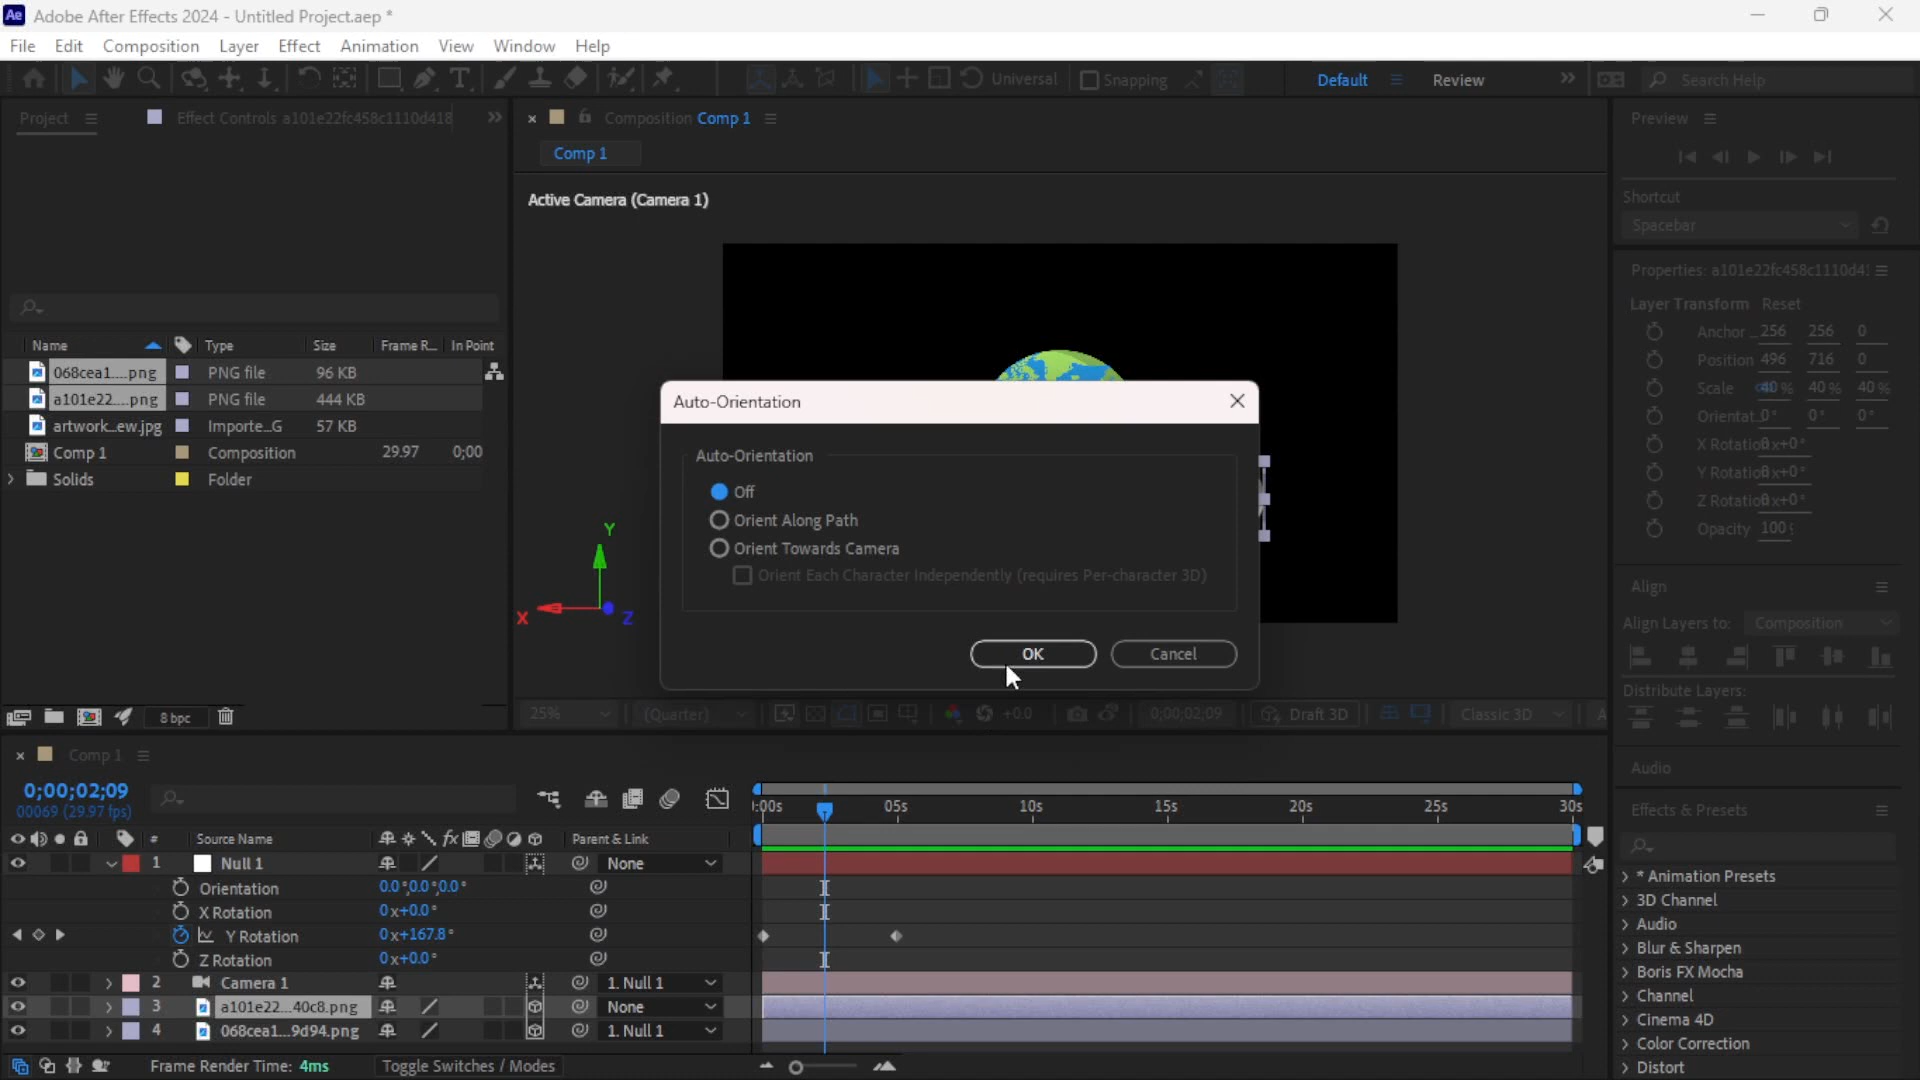 Ae Adobe After Effects 2024 - Untitled Project.aep *
File Edit Composition Layer Effect Animation View Window Help
Universal Snapping Default Review Search Help
Project Effect Controls a101e22fc458c1110d418
Composition Comp 1
Comp 1
Active Camera (Camera 1)
Name Type Size Frame R... In Point
068cea1....png PNG file 96 KB
a101e22....png PNG file 444 KB
artwork...ew.jpg Importe...G 57 KB
Comp 1 Composition 29.97 0;00
Solids Folder
8 bpc
Y
X
Z
25% (Quarter) +0.0 0;00;02;09 Draft 3D Classic 3D A
Auto-Orientation
Auto-Orientation
Off
Orient Along Path
Orient Towards Camera
Orient Each Character Independently (requires Per-character 3D)
OK Cancel
Preview
Shortcut
Spacebar
Properties: a101e22fc458c1110d4
Layer Transform Reset
Anchor ... 256 256 0
Position 496 716 0
Scale 40 % 40 % 40 %
Orientat... 0° 0° 0°
X Rotation 0x+0°
Y Rotation 0x+0°
Z Rotation 0x+0°
Opacity 100
Align
Align Layers to: Composition
Distribute Layers:
Audio
Effects & Presets
* Animation Presets
3D Channel
Audio
Blur & Sharpen
Boris FX Mocha
Channel
Cinema 4D
Color Correction
Distort
Comp 1
0;00;02;09
00069 (29.97 fps)
:00s 05s 10s 15s 20s 25s 30s
# Source Name fx Parent & Link
1 Null 1 None
Orientation 0.0°,0.0°,0.0°
X Rotation 0x+0.0°
Y Rotation 0x+167.8°
Z Rotation 0x+0.0°
2 Camera 1 1. Null 1
3 a101e22...40c8.png None
4 068cea1...9d94.png 1. Null 1
Frame Render Time: 4ms Toggle Switches / Modes